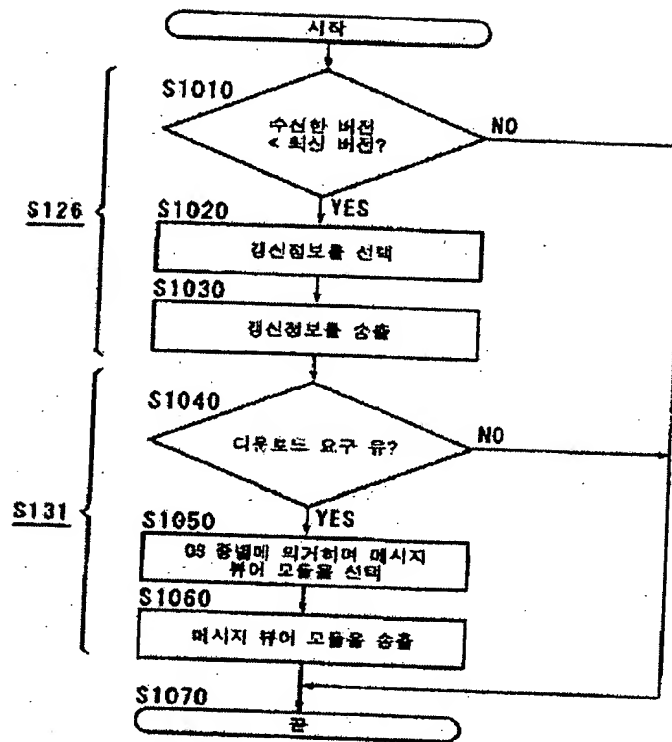 시작
S1010
수신한 버전
< 최신 버전?
NO
S126
YES
S1020
갱신정보를 선택
S1030
갱신정보를 송출
S1040
다운로드 요구 유?
NO
S131
YES
S1050
OS 종별에 의거하여 메시지
뷰어 모듈을 선택
S1060
메시지 뷰어 모듈을 송출
S1070
끝